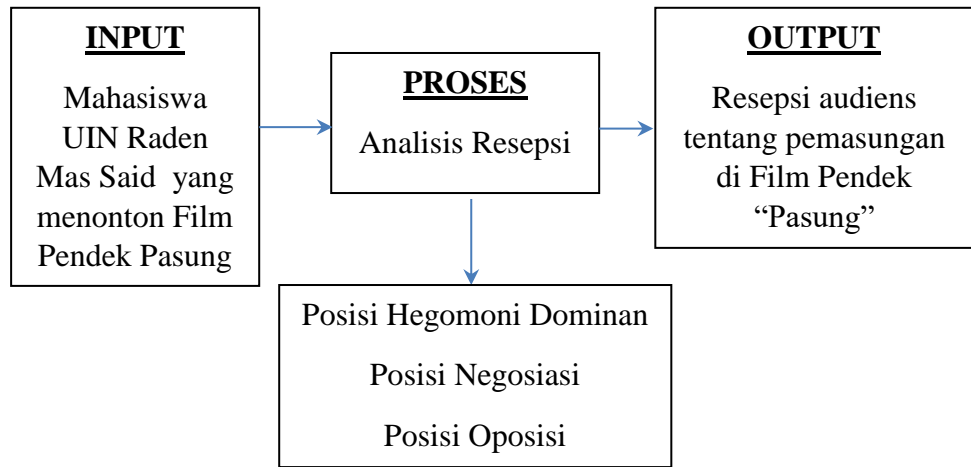 INPUT
Mahasiswa
UIN Raden
Mas Said yang
menonton Film
Pendek Pasung
PROSES
Analisis Resepsi
OUTPUT
Resepsi audiens
tentang pemasungan
di Film Pendek
“Pasung”
Posisi Hegomoni Dominan
Posisi Negosiasi
Posisi Oposisi